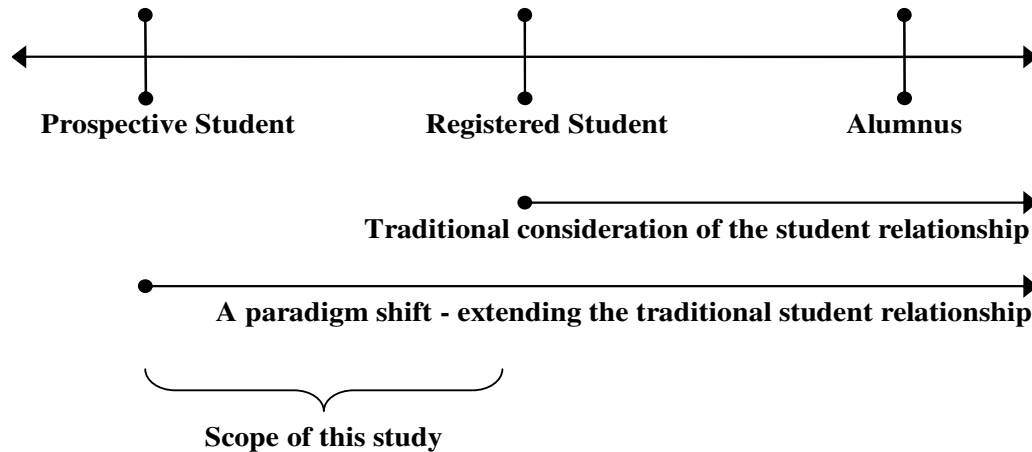 Prospective Student
Registered Student
Alumnus
Traditional consideration of the student relationship
A paradigm shift - extending the traditional student relationship
Scope of this study